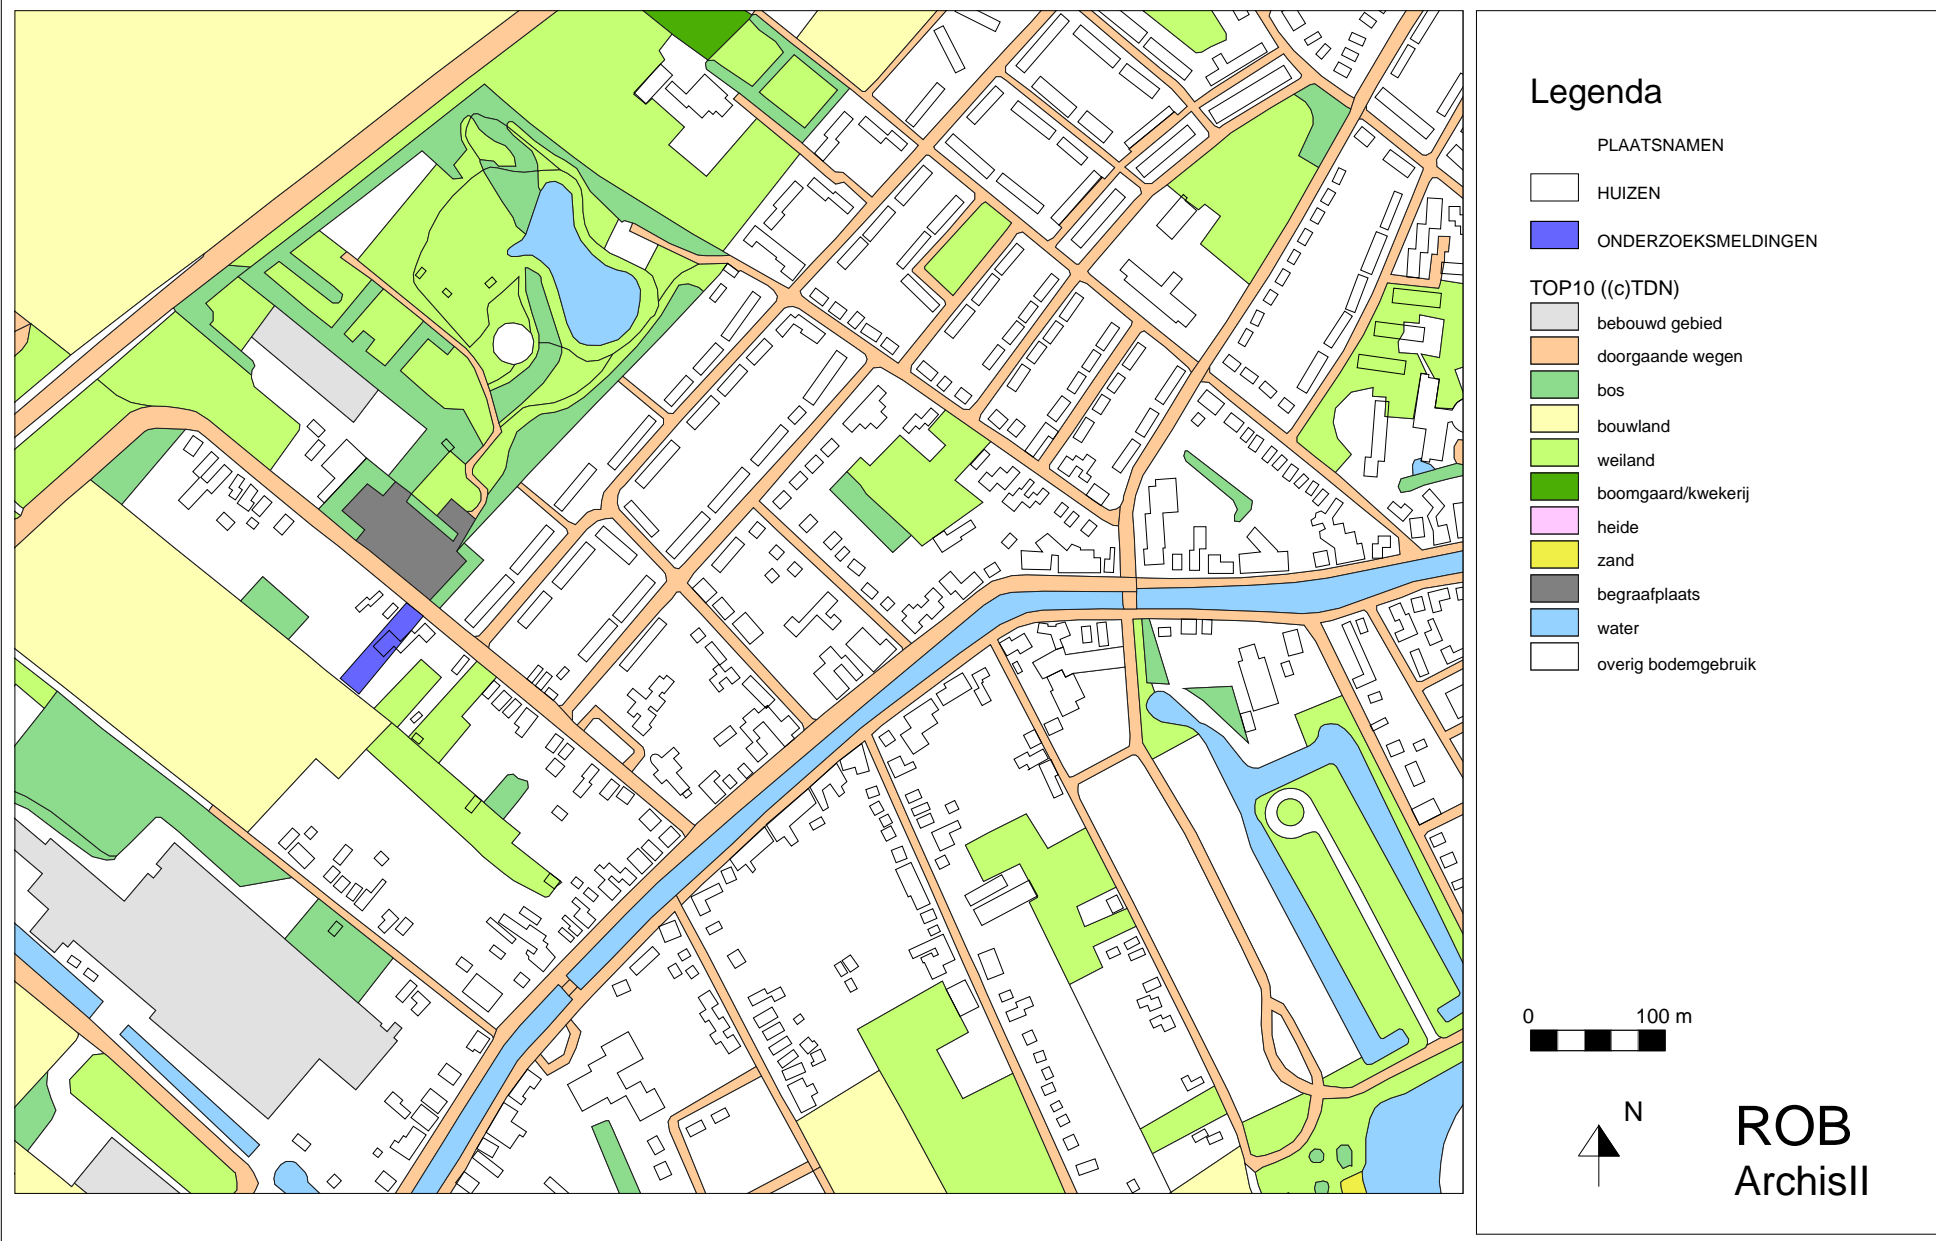 Legenda
PLAATSNAMEN
HUIZEN
ONDERZOEKSMELDINGEN
TOP10 ((c)TDN)
bebouwd gebied
doorgaande wegen
bos
bouwland
weiland
boomgaard/kwekerij
heide
zand
begraafplaats
water
overig bodemgebruik
0 100 m
N
ROB
ArchisII